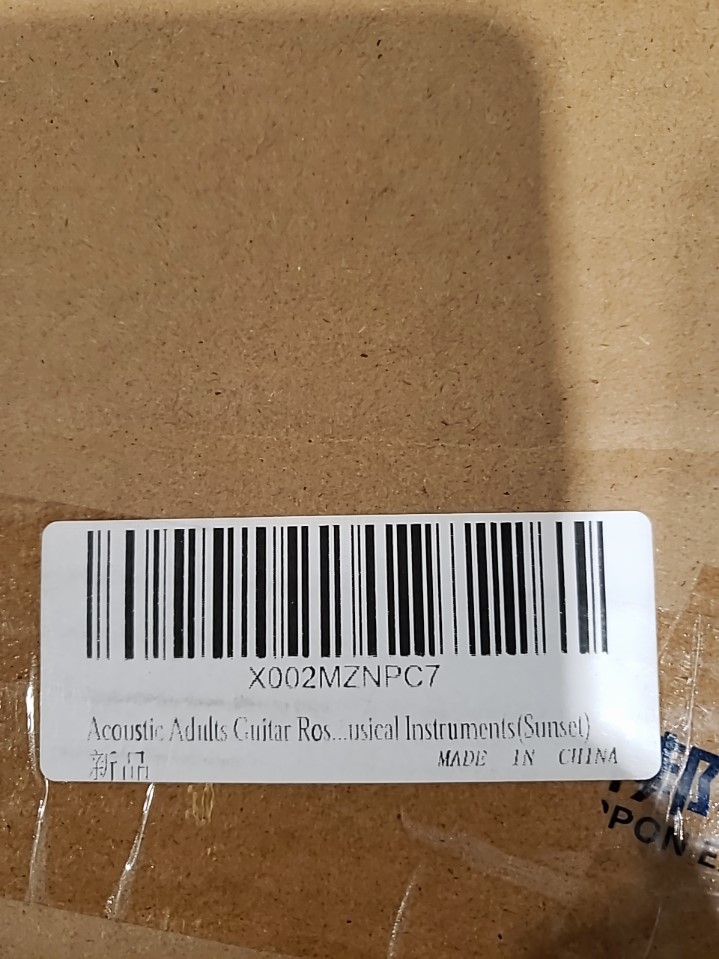 X002MZNPC7
Acoustic Adults Guitar Ros...usical Instruments(Sunset)
新品
MADE IN CHINA